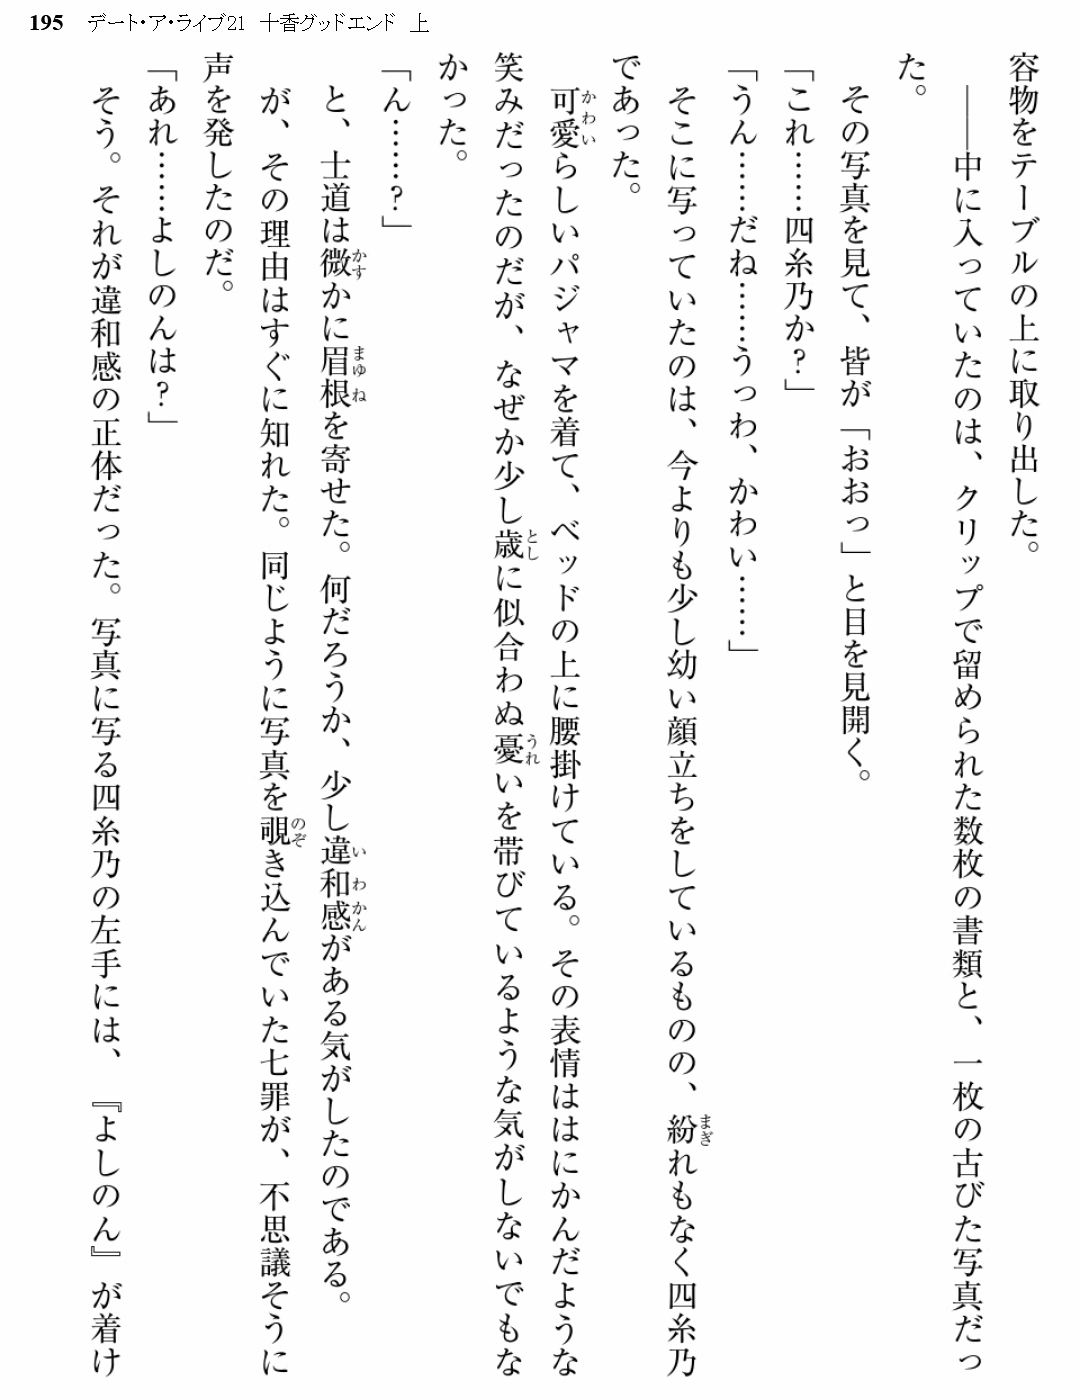 195 デート・ア・ライブ21 十香グッドエンド 上
容物をテーブルの上に取り出した。
――中に入っていたのは、クリップで留められた数枚の書類と、一枚の古びた写真だっ
た。
その写真を見て、皆が「おおっ」と目を見開く。
「これ……四糸乃か?」
「うん……だね……うっわ、かわい……」
そこに写っていたのは、今よりも少し幼い顔立ちをしているものの、紛れもなく四糸乃
であった。
可愛らしいパジャマを着て、ベッドの上に腰掛けている。その表情ははにかんだような
笑みだったのだが、なぜか少し歳に似合わぬ憂いを帯びているような気がしないでもな
かった。
「ん……?」
と、士道は微かに眉根を寄せた。何だろうか、少し違和感がある気がしたのである。
が、その理由はすぐに知れた。同じように写真を覗き込んでいた七罪が、不思議そうに
声を発したのだ。
「あれ……よしのんは?」
そう。それが違和感の正体だった。写真に写る四糸乃の左手には、『よしのん』が着け